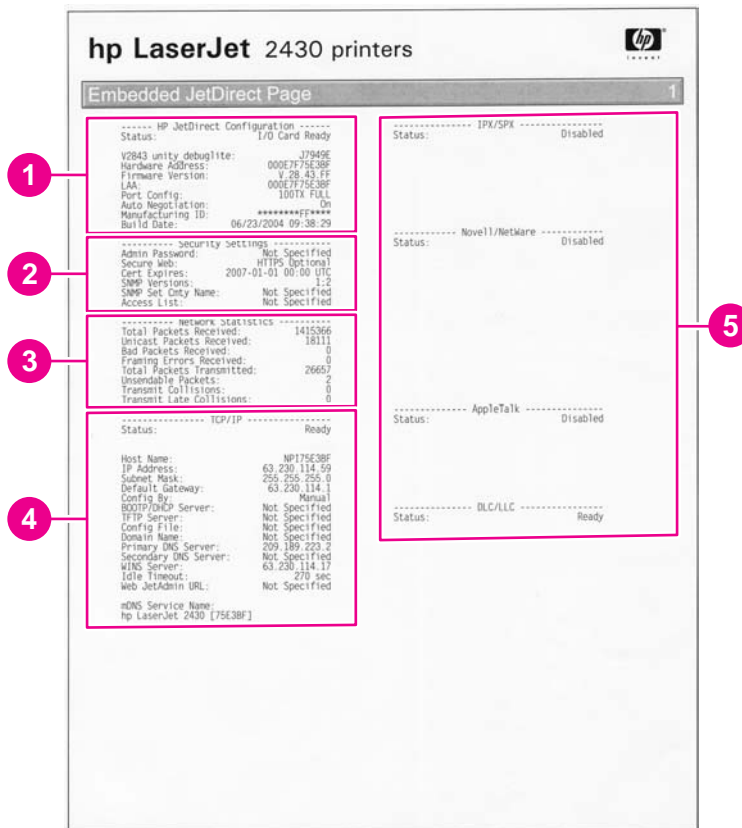 hp LaserJet 2430 printers
hp
invent
Embedded JetDirect Page 1
1
------ HP JetDirect Configuration ------
Status: I/O Card Ready
V2843 unity_debuglite: J7949E
Hardware Address: 000E7F75E3BF
Firmware Version: V.28.43.FF
LAA: 000E7F75E3BF
Port Config: 100TX FULL
Auto Negotiation: On
Manufacturing ID: ********FF****
Build Date: 06/23/2004 09:38:29
2
---------- Security Settings ----------
Admin Password: Not Specified
Secure Web: HTTPS Optional
Cert Expires: 2007-01-01 00:00 UTC
SNMP Versions: 1;2
SNMP Set Cmty Name: Not Specified
Access List: Not Specified
3
---------- Network Statistics ----------
Total Packets Received: 1415366
Unicast Packets Received: 18111
Bad Packets Received: 0
Framing Errors Received: 0
Total Packets Transmitted: 26657
Unsendable Packets: 2
Transmit Collisions: 0
Transmit Late Collisions: 0
4
--------------- TCP/IP ---------------
Status: Ready
Host Name: NPI75E3BF
IP Address: 63.230.114.59
Subnet Mask: 255.255.255.0
Default Gateway: 63.230.114.1
Config By: Manual
BOOTP/DHCP Server: Not Specified
TFTP Server: Not Specified
Config File: Not Specified
Domain Name: Not Specified
Primary DNS Server: 209.189.223.2
Secondary DNS Server: Not Specified
WINS Server: 63.230.114.17
Idle Timeout: 270 sec
Web JetAdmin URL: Not Specified
mDNS Service Name:
hp LaserJet 2430 [75E3BF]
5
--------------- IPX/SPX ---------------
Status: Disabled
------------ Novell/NetWare ------------
Status: Disabled
------------- AppleTalk --------------
Status: Disabled
--------------- DLC/LLC ---------------
Status: Ready